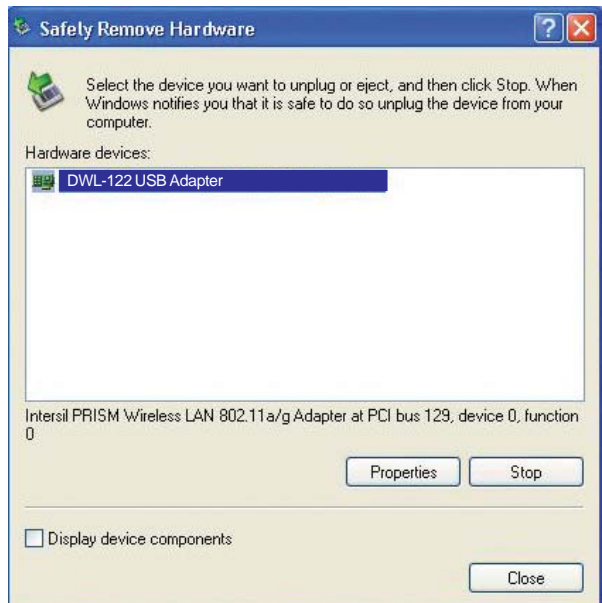 Safely Remove Hardware
Select the device you want to unplug or eject, and then click Stop. When
Windows notifies you that it is safe to do so unplug the device from your
computer.
Hardware devices:
DWL-122 USB Adapter
Intersil PRISM Wireless LAN 802.11a/g Adapter at PCI bus 129, device 0, function
0
Properties Stop
Display device components
Close